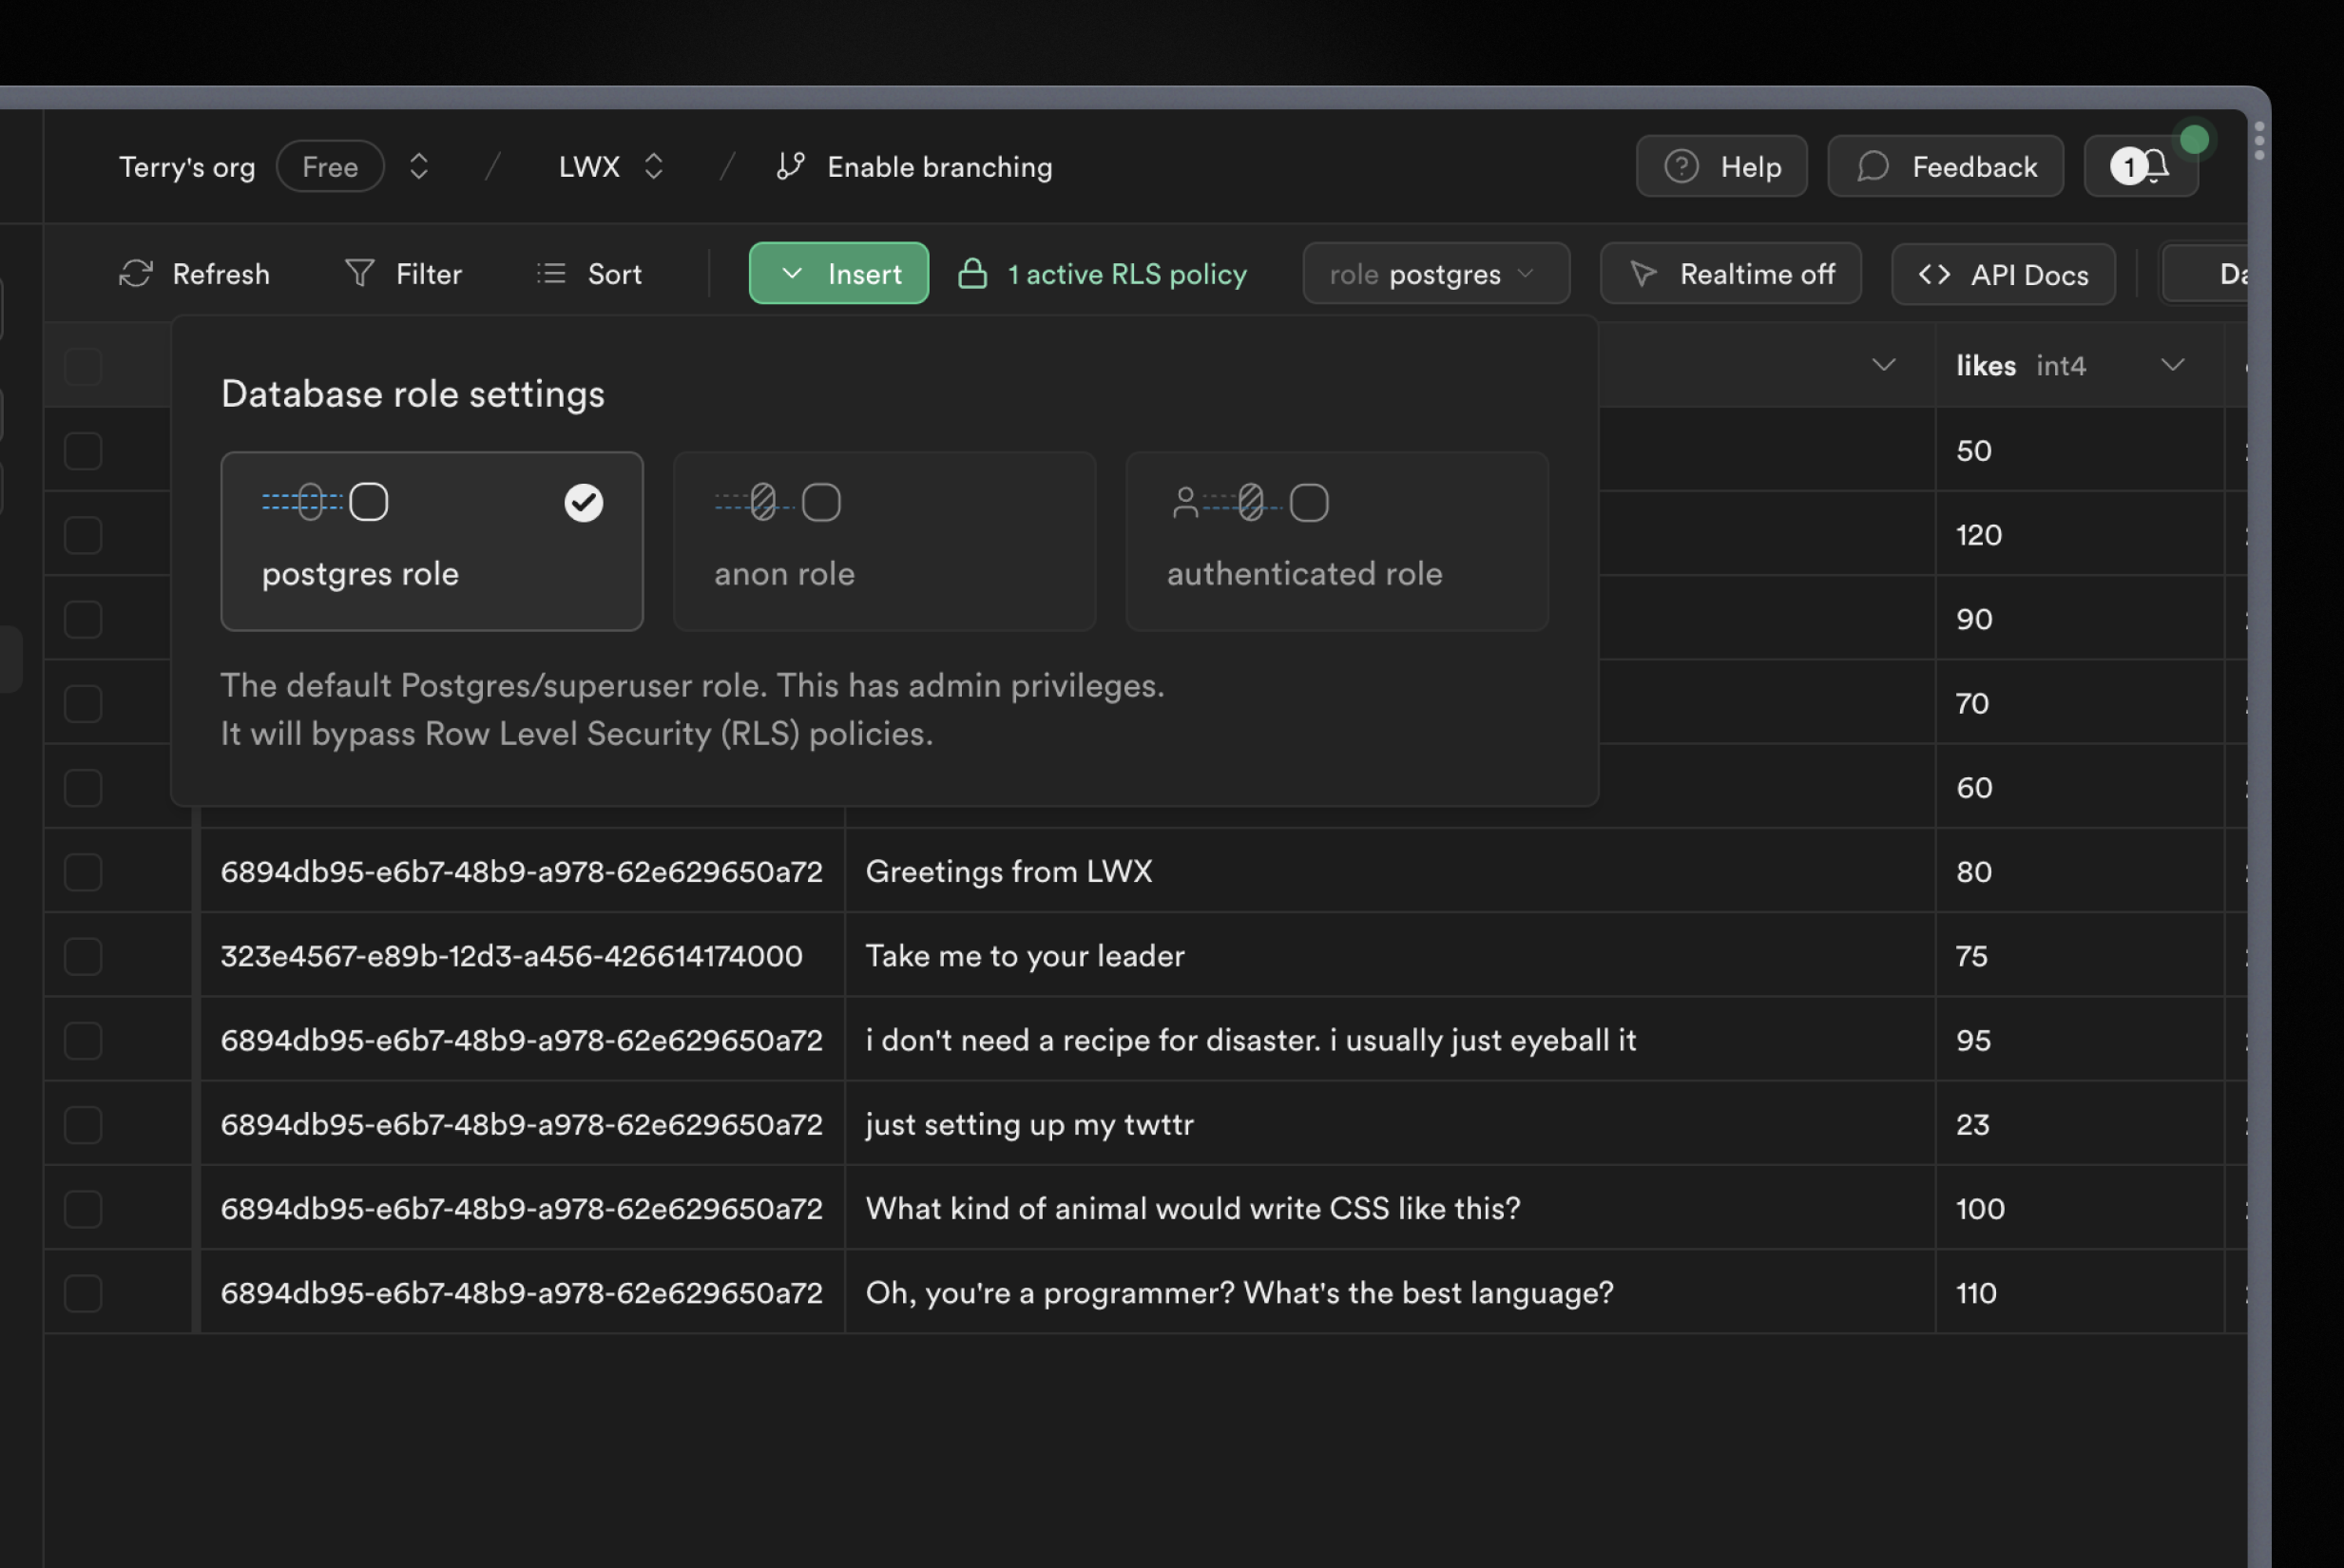 Terry's org Free / LWX / Enable branching Help Feedback 1
Refresh Filter Sort Insert 1 active RLS policy role postgres Realtime off <> API Docs
likes int4
Database role settings
50
postgres role anon role authenticated role
120
90
The default Postgres/superuser role. This has admin privileges.
It will bypass Row Level Security (RLS) policies.
70
60
6894db95-e6b7-48b9-a978-62e629650a72 Greetings from LWX 80
323e4567-e89b-12d3-a456-426614174000 Take me to your leader 75
6894db95-e6b7-48b9-a978-62e629650a72 i don't need a recipe for disaster. i usually just eyeball it 95
6894db95-e6b7-48b9-a978-62e629650a72 just setting up my twttr 23
6894db95-e6b7-48b9-a978-62e629650a72 What kind of animal would write CSS like this? 100
6894db95-e6b7-48b9-a978-62e629650a72 Oh, you're a programmer? What's the best language? 110